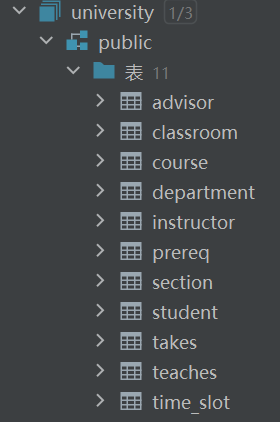 university 1/3
public
表 11
advisor
classroom
course
department
instructor
prereq
section
student
takes
teaches
time_slot